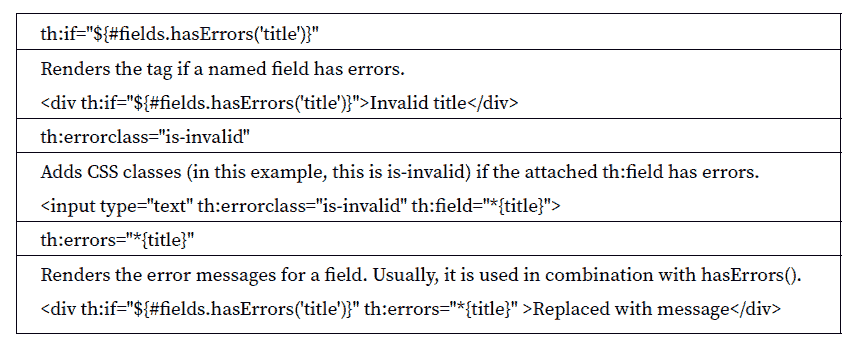 th:if="${#fields.hasErrors('title')}"
Renders the tag if a named field has errors.
<div th:if="${#fields.hasErrors('title')}">Invalid title</div>
th:errorclass="is-invalid"
Adds CSS classes (in this example, this is is-invalid) if the attached th:field has errors.
<input type="text" th:errorclass="is-invalid" th:field="*{title}">
th:errors="*{title}"
Renders the error messages for a field. Usually, it is used in combination with hasErrors().
<div th:if="${#fields.hasErrors('title')}" th:errors="*{title}" >Replaced with message</div>